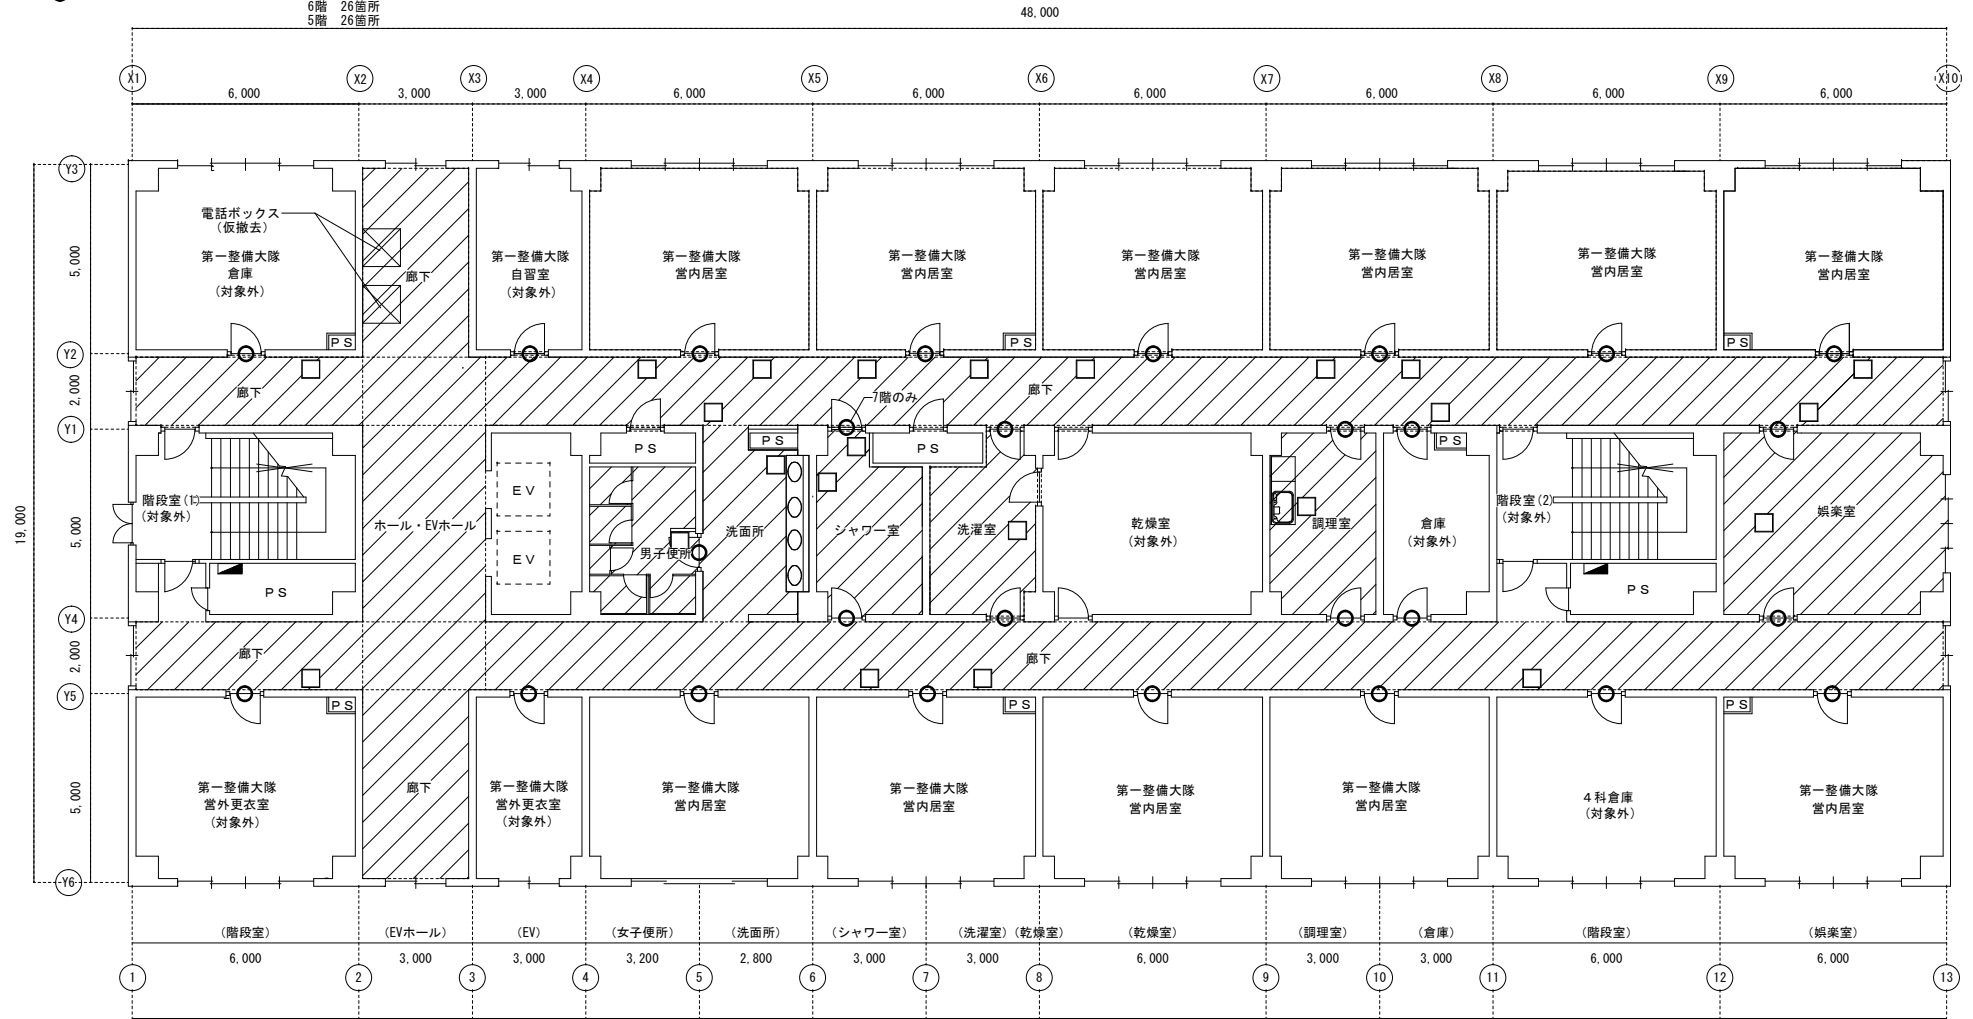 6階 26箇所
5階 26箇所
48,000
X1
X2
X3
X4
X5
X6
X7
X8
X9
X10
6,000
3,000
3,000
6,000
6,000
6,000
6,000
6,000
6,000
Y3
5,000
電話ボックス
(仮撤去)
第一整備大隊
倉庫
(対象外)
廊下
第一整備大隊
自習室
(対象外)
第一整備大隊
営内居室
第一整備大隊
営内居室
第一整備大隊
営内居室
第一整備大隊
営内居室
第一整備大隊
営内居室
第一整備大隊
営内居室
PS
PS
PS
Y2
2,000
廊下
7階のみ
廊下
Y1
19,000
5,000
階段室(1)
(対象外)
PS
ホール・EVホール
EV
EV
PS
男子便所
PS
洗面所
PS
シャワー室
洗濯室
乾燥室
(対象外)
調理室
PS
倉庫
(対象外)
階段室(2)
(対象外)
PS
娯楽室
Y4
2,000
廊下
廊下
Y5
PS
PS
PS
5,000
第一整備大隊
営外更衣室
(対象外)
廊下
第一整備大隊
営外更衣室
(対象外)
第一整備大隊
営内居室
第一整備大隊
営内居室
第一整備大隊
営内居室
第一整備大隊
営内居室
4科倉庫
(対象外)
第一整備大隊
営内居室
Y6
(階段室)
(EVホール)
(EV)
(女子便所)
(洗面所)
(シャワー室)
(洗濯室)
(乾燥室)
(乾燥室)
(調理室)
(倉庫)
(階段室)
(娯楽室)
6,000
3,000
3,000
3,200
2,800
3,000
3,000
6,000
3,000
3,000
6,000
6,000
1
2
3
4
5
6
7
8
9
10
11
12
13